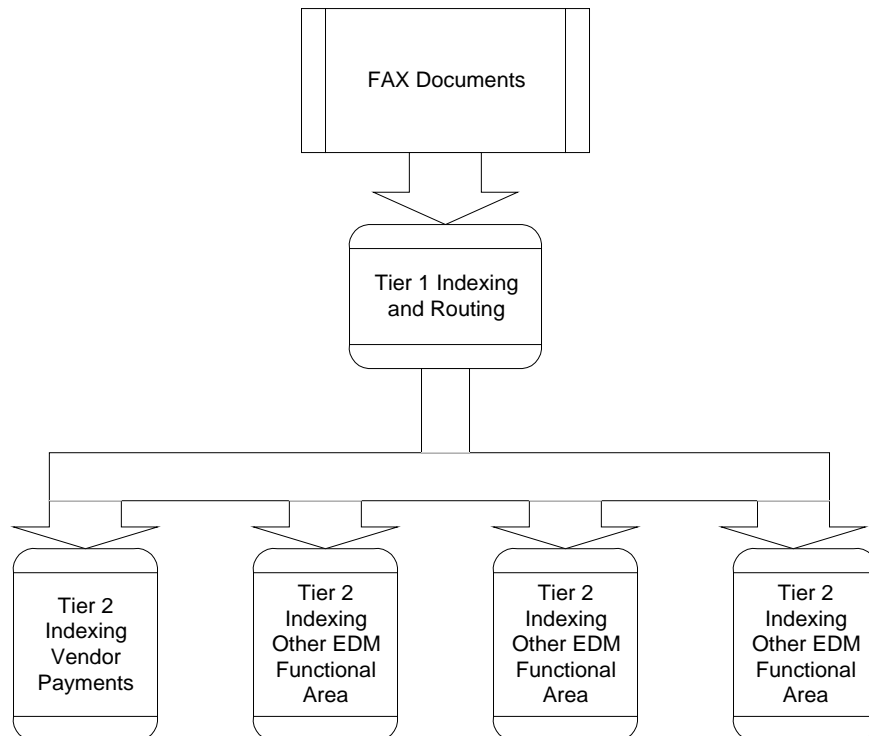 FAX Documents
Tier 1 Indexing
and Routing
Tier 2
Indexing
Vendor
Payments
Tier 2
Indexing
Other EDM
Functional
Area
Tier 2
Indexing
Other EDM
Functional
Area
Tier 2
Indexing
Other EDM
Functional
Area